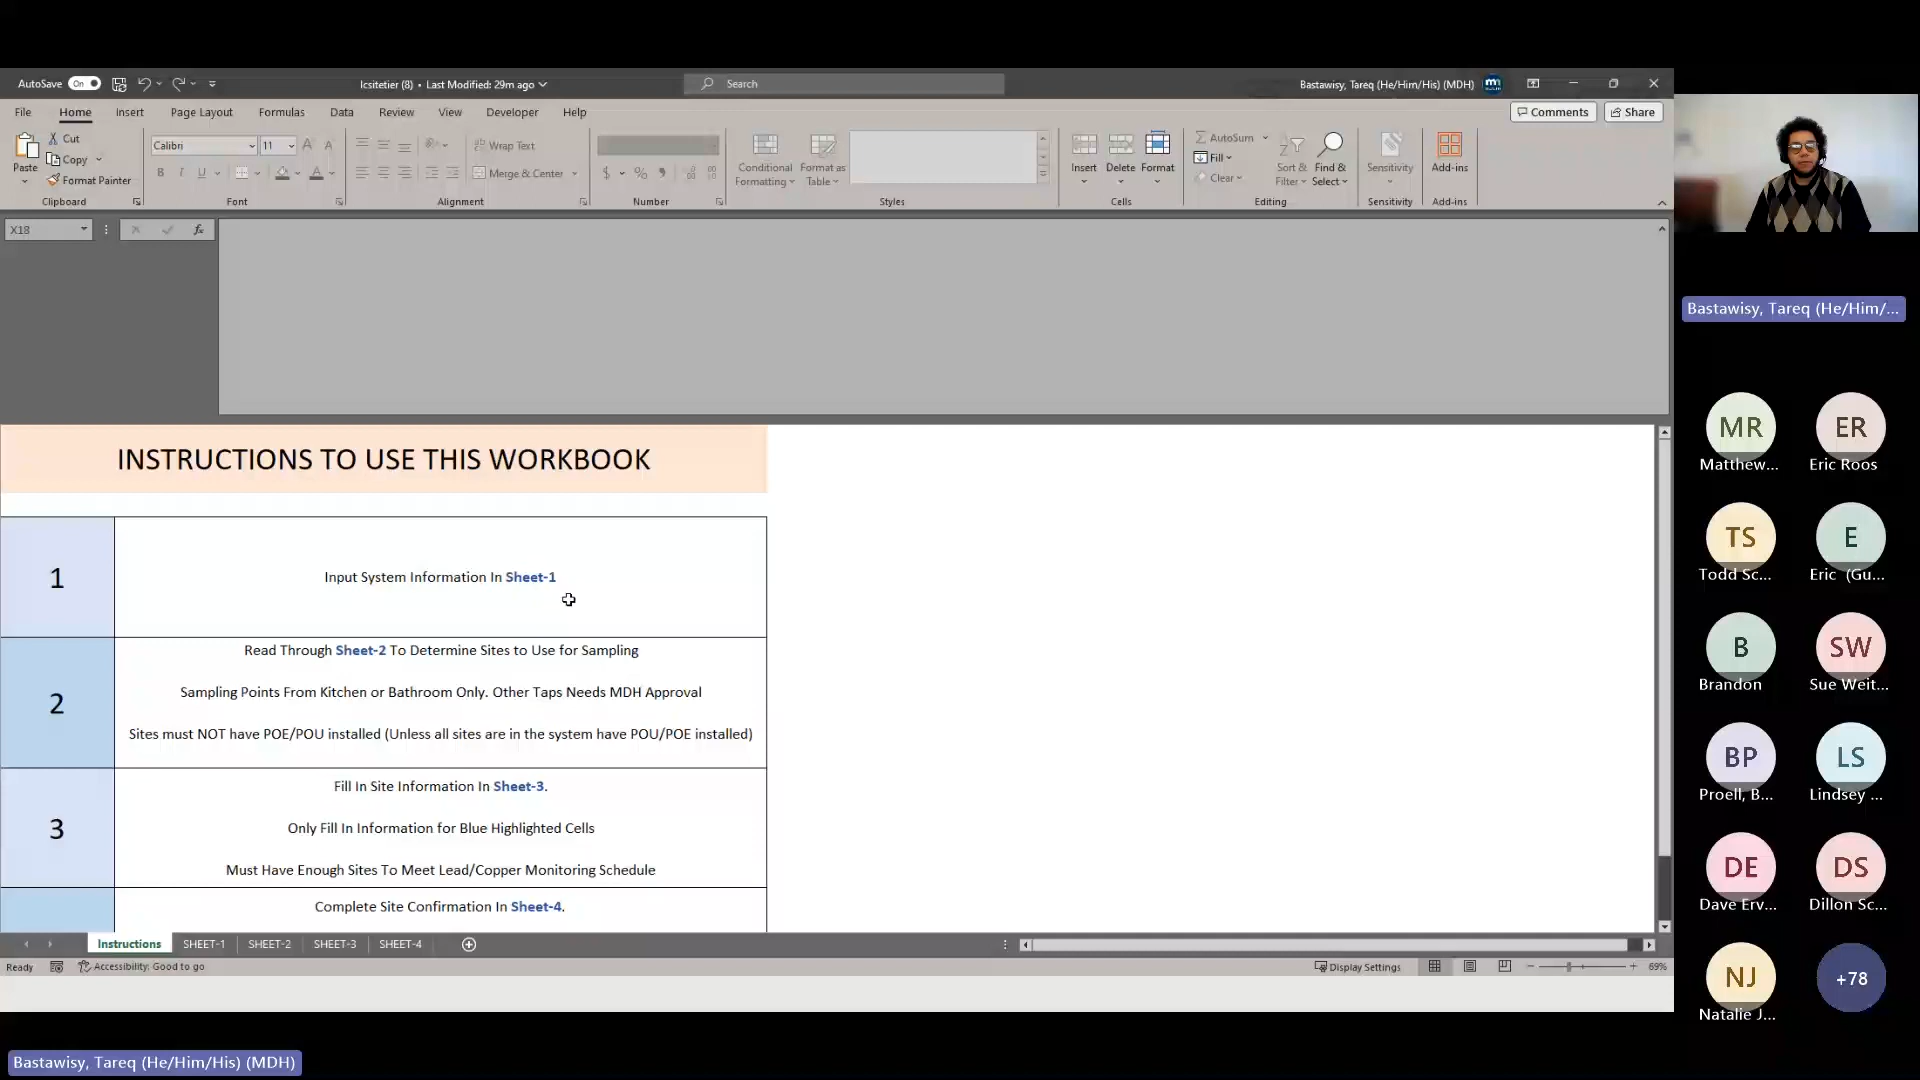 AutoSave On
lcsitetier (8) • Last Modified: 29m ago
Search
Bastawisy, Tareq (He/Him/His) (MDH)
File Home Insert Page Layout Formulas Data Review View Developer Help
Comments Share
Paste
Cut
Copy
Format Painter
Clipboard
Calibri 11
B I U
Font
Wrap Text
Merge & Center
Alignment
$ % 9
Number
Conditional Formatting
Format as Table
Styles
Insert Delete Format
Cells
AutoSum
Fill
Clear
Sort & Filter
Find & Select
Editing
Sensitivity
Sensitivity
Add-ins
Add-ins
X18
fx
INSTRUCTIONS TO USE THIS WORKBOOK
1
Input System Information In Sheet-1
2
Read Through Sheet-2 To Determine Sites to Use for Sampling
Sampling Points From Kitchen or Bathroom Only. Other Taps Needs MDH Approval
Sites must NOT have POE/POU installed (Unless all sites are in the system have POU/POE installed)
3
Fill In Site Information In Sheet-3.
Only Fill In Information for Blue Highlighted Cells
Must Have Enough Sites To Meet Lead/Copper Monitoring Schedule
Complete Site Confirmation In Sheet-4.
Instructions SHEET-1 SHEET-2 SHEET-3 SHEET-4
Ready Accessibility: Good to go
Display Settings
69%
Bastawisy, Tareq (He/Him/...
MR
Matthew...
ER
Eric Roos
TS
Todd Sc...
E
Eric (Gu...
B
Brandon
SW
Sue Weit...
BP
Proell, B...
LS
Lindsey ...
DE
Dave Erv...
DS
Dillon Sc...
NJ
Natalie J...
+78
Bastawisy, Tareq (He/Him/His) (MDH)